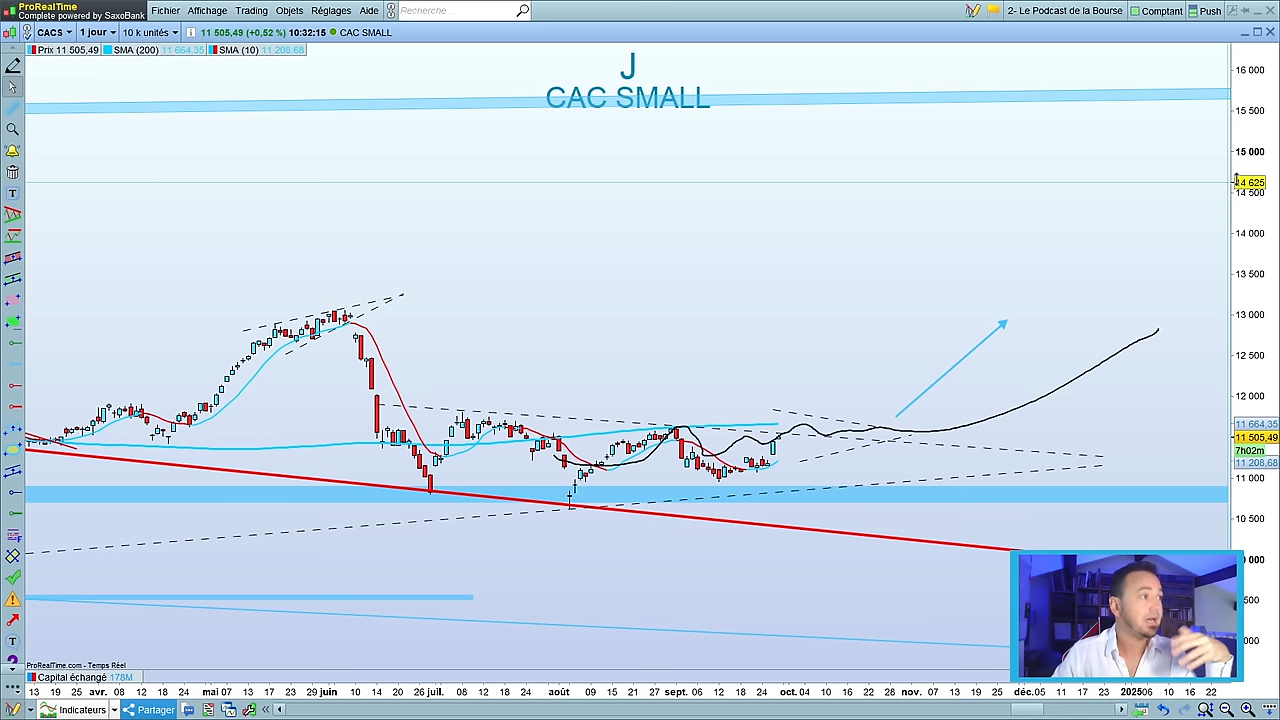 ProRealTime
Complete powered by SaxoBank
Fichier Affichage Trading Objets Réglages Aide Recherche... 2- Le Podcast de la Bourse Comptant Push
CACS 1 jour 10 k unités 11 505,49 (+0,52 %) 10:32:15 CAC SMALL
Prix 11 505,49 SMA (200) 11 664,35 SMA (10) 11 208,68
J
CAC SMALL
16 000
15 500
15 000
14 625
14 500
14 000
13 500
13 000
12 500
12 000
11 664,35
11 505,49
7h02m
11 208,68
11 000
10 500
ProRealTime.com - Temps Réel
Capital échangé 178M
13 19 25 avr. 08 12 18 24 mai 07 13 17 23 29 juin 10 14 20 26 juil. 08 12 18 24 août 09 15 21 27 sept. 06 12 18 24 oct. 04 10 16 22 28 nov. 07 13 19 25 déc. 05 11 17 23 2025 06 10 16 22
Indicateurs Partager